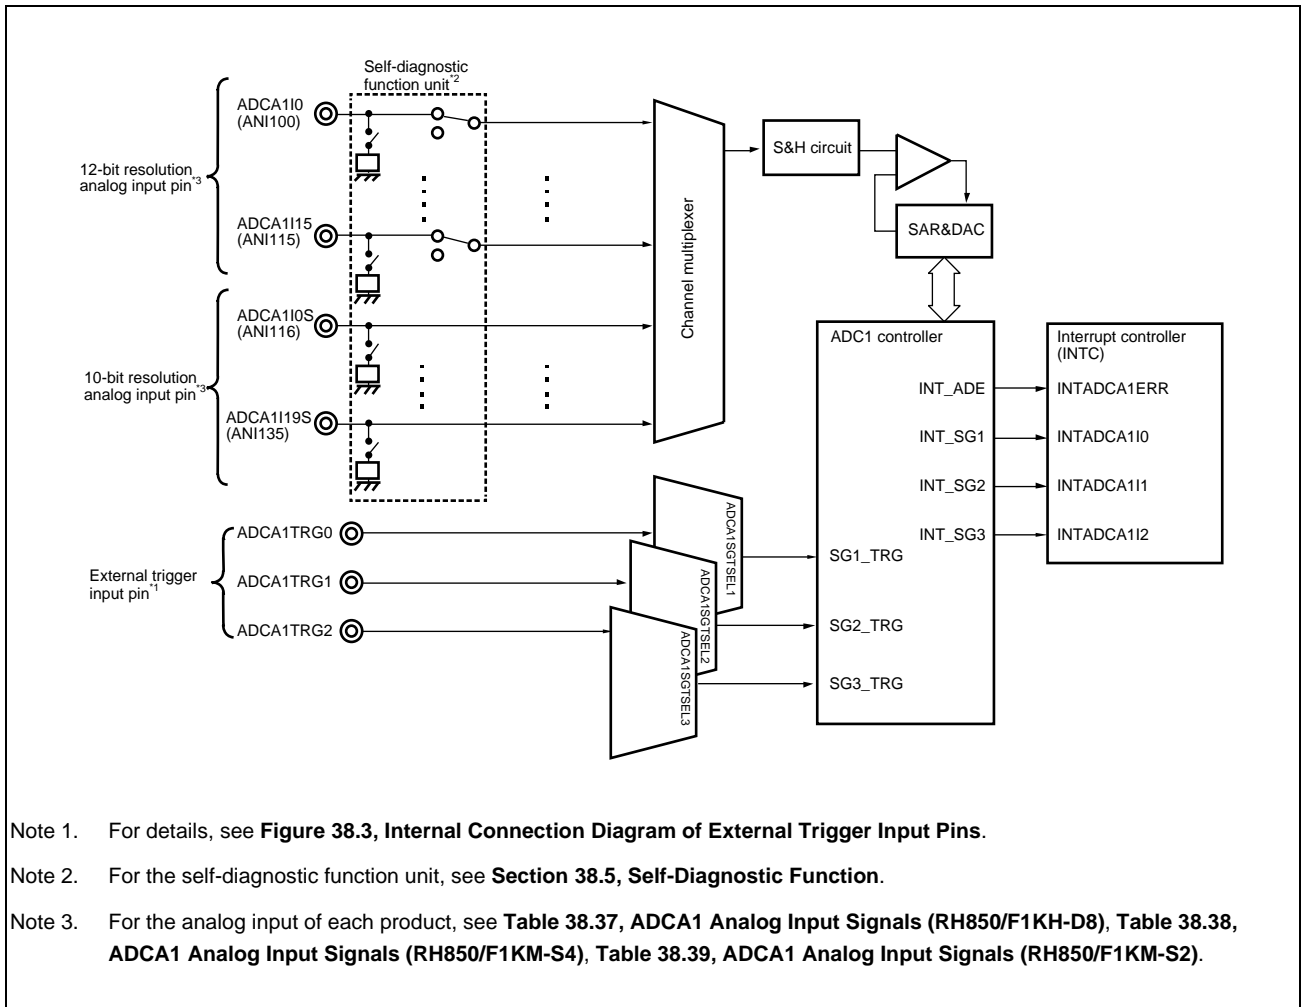 Self-diagnostic
function unit*2
ADCA1I0
(ANI100)
12-bit resolution
analog input pin*3
ADCA1I15
(ANI115)
ADCA1I0S
(ANI116)
10-bit resolution
analog input pin*3
ADCA1I19S
(ANI135)
Channel multiplexer
S&H circuit
SAR&DAC
ADC1 controller
INT_ADE
INT_SG1
INT_SG2
INT_SG3
SG1_TRG
SG2_TRG
SG3_TRG
Interrupt controller
(INTC)
INTADCA1ERR
INTADCA1I0
INTADCA1I1
INTADCA1I2
External trigger
input pin*1
ADCA1TRG0
ADCA1TRG1
ADCA1TRG2
ADCA1SGTSEL1
ADCA1SGTSEL2
ADCA1SGTSEL3
Note 1. For details, see Figure 38.3, Internal Connection Diagram of External Trigger Input Pins.
Note 2. For the self-diagnostic function unit, see Section 38.5, Self-Diagnostic Function.
Note 3. For the analog input of each product, see Table 38.37, ADCA1 Analog Input Signals (RH850/F1KH-D8), Table 38.38,
ADCA1 Analog Input Signals (RH850/F1KM-S4), Table 38.39, ADCA1 Analog Input Signals (RH850/F1KM-S2).